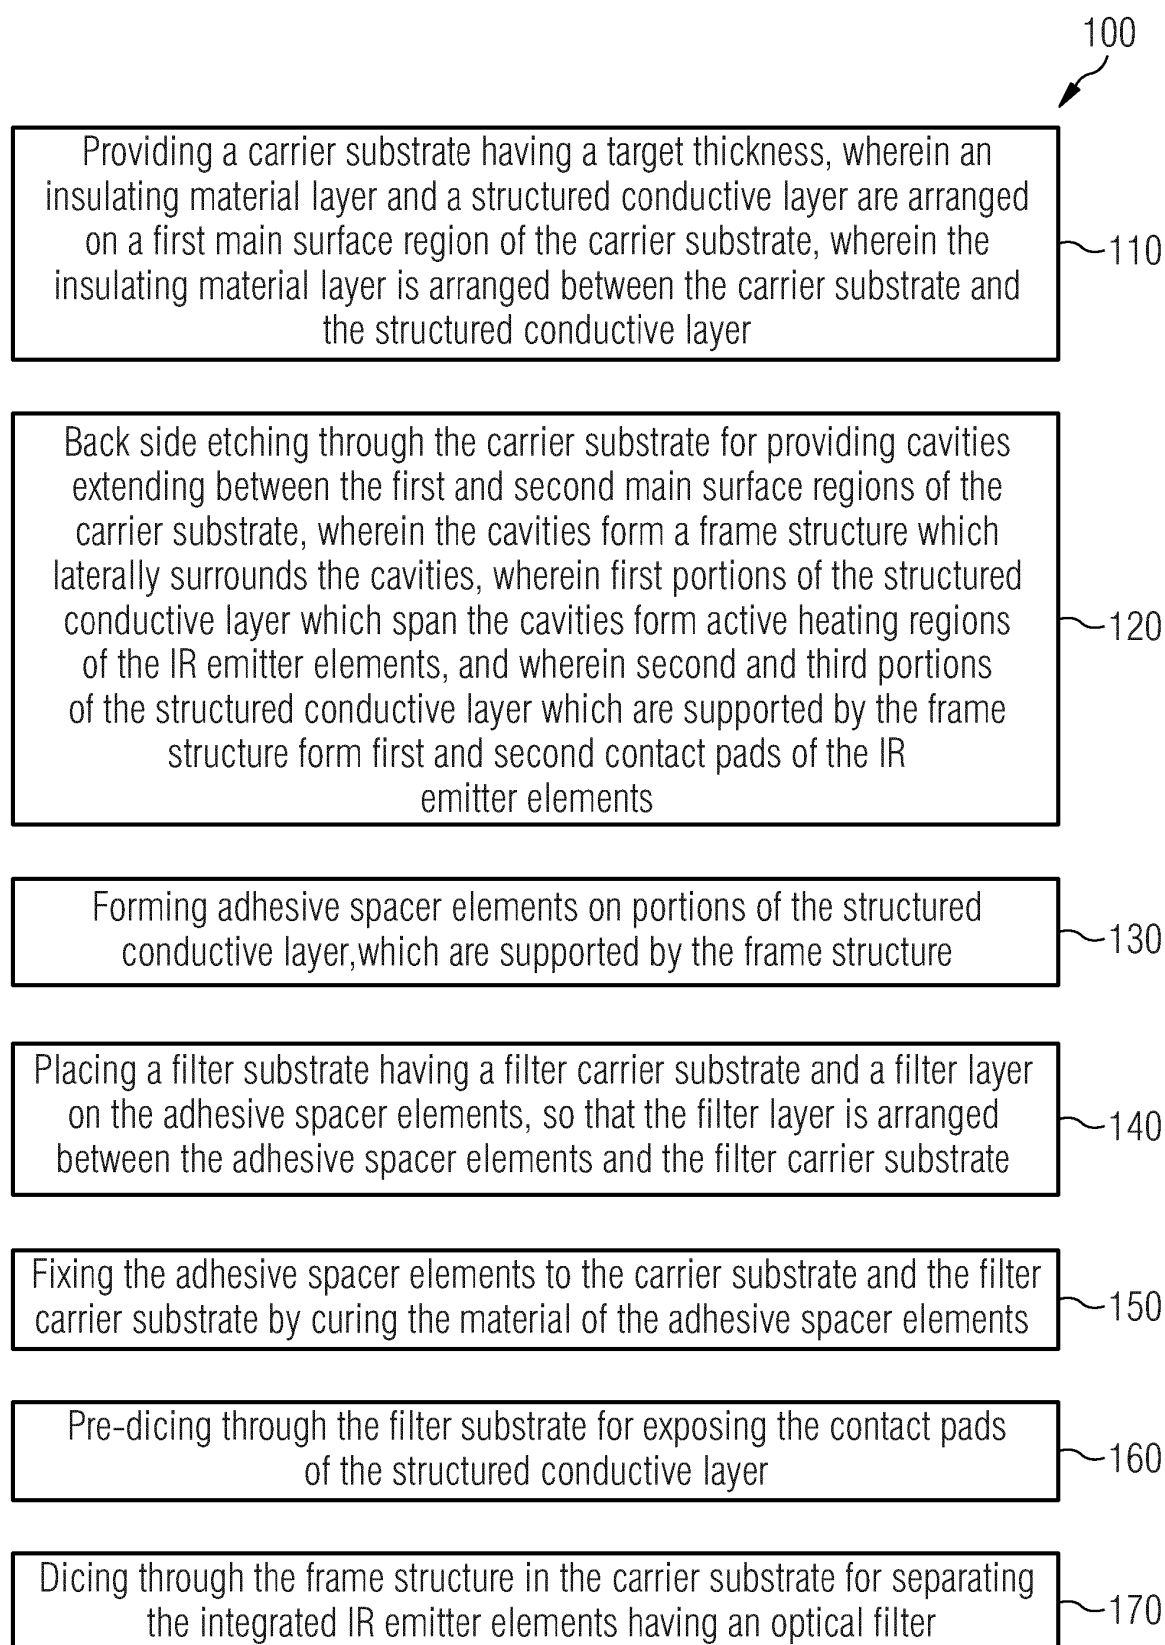 100
Providing a carrier substrate having a target thickness, wherein an
insulating material layer and a structured conductive layer are arranged
on a first main surface region of the carrier substrate, wherein the
insulating material layer is arranged between the carrier substrate and
the structured conductive layer
110
Back side etching through the carrier substrate for providing cavities
extending between the first and second main surface regions of the
carrier substrate, wherein the cavities form a frame structure which
laterally surrounds the cavities, wherein first portions of the structured
conductive layer which span the cavities form active heating regions
of the IR emitter elements, and wherein second and third portions
of the structured conductive layer which are supported by the frame
structure form first and second contact pads of the IR
emitter elements
120
Forming adhesive spacer elements on portions of the structured
conductive layer,which are supported by the frame structure
130
Placing a filter substrate having a filter carrier substrate and a filter layer
on the adhesive spacer elements, so that the filter layer is arranged
between the adhesive spacer elements and the filter carrier substrate
140
Fixing the adhesive spacer elements to the carrier substrate and the filter
carrier substrate by curing the material of the adhesive spacer elements
150
Pre-dicing through the filter substrate for exposing the contact pads
of the structured conductive layer
160
Dicing through the frame structure in the carrier substrate for separating
the integrated IR emitter elements having an optical filter
170